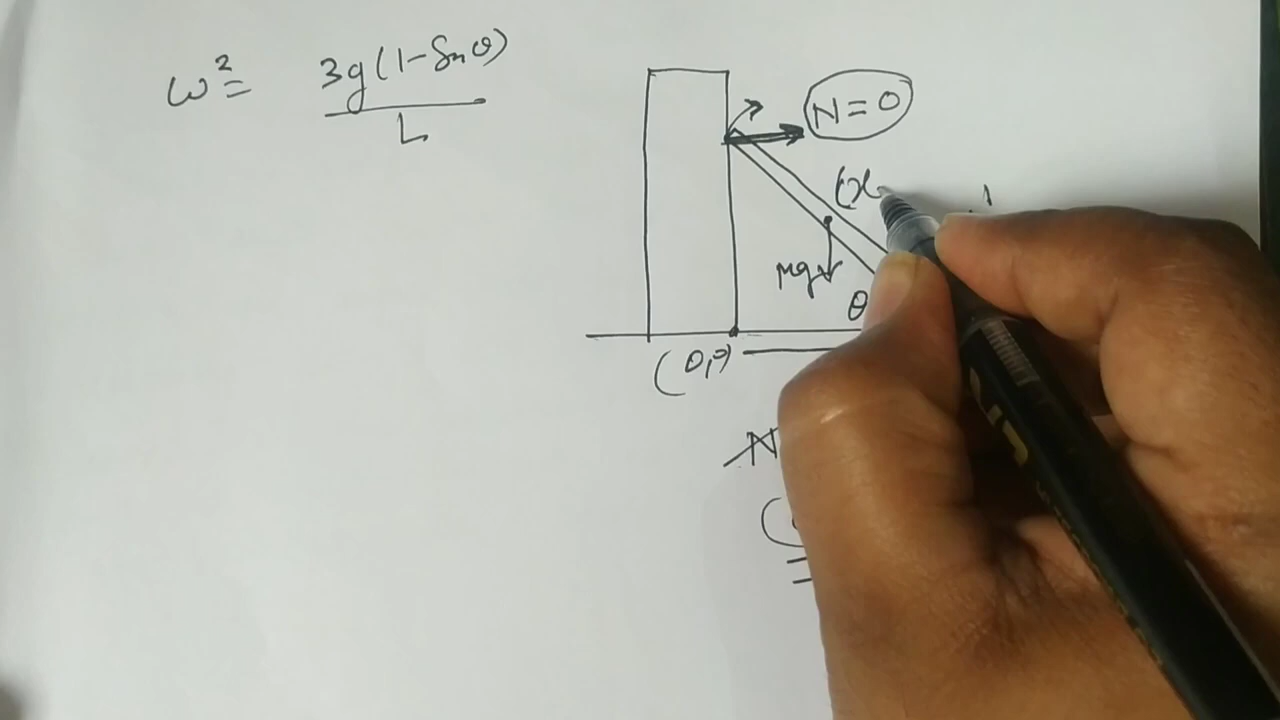 ω² = 3g(1-Sinθ)
L
N=0
(x
Mg
θ
(0,0)
N